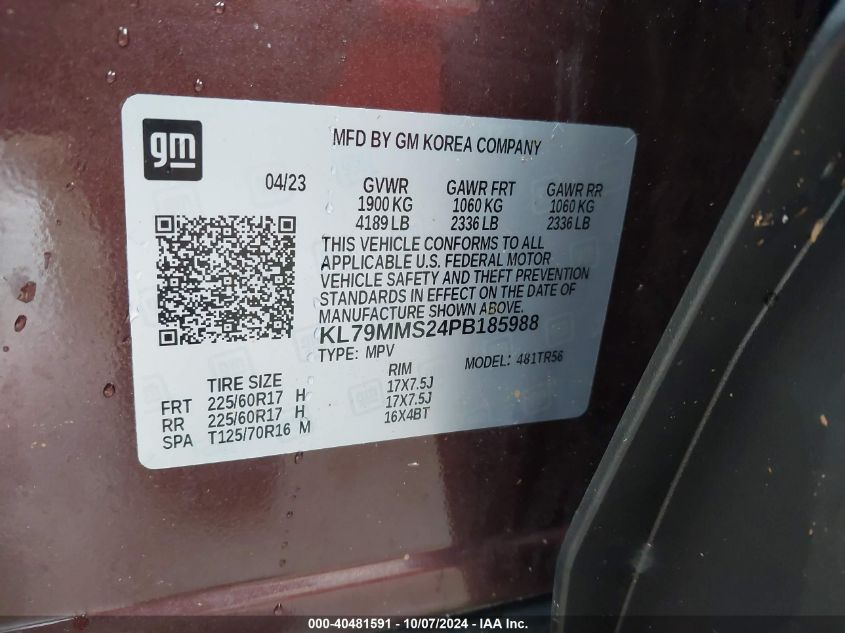 gm
MFD BY GM KOREA COMPANY
04/23
GVWR GAWR FRT GAWR RR
1900 KG 1060 KG 1060 KG
4189 LB 2336 LB 2336 LB
THIS VEHICLE CONFORMS TO ALL
APPLICABLE U.S. FEDERAL MOTOR
VEHICLE SAFETY AND THEFT PREVENTION
STANDARDS IN EFFECT ON THE DATE OF
MANUFACTURE SHOWN ABOVE.
KL79MMS24PB185988
TYPE: MPV MODEL: 481TR56
TIRE SIZE RIM
FRT 225/60R17 H 17X7.5J
RR 225/60R17 H 17X7.5J
SPA T125/70R16 M 16X4BT
000-40481591 - 10/07/2024 - IAA Inc.